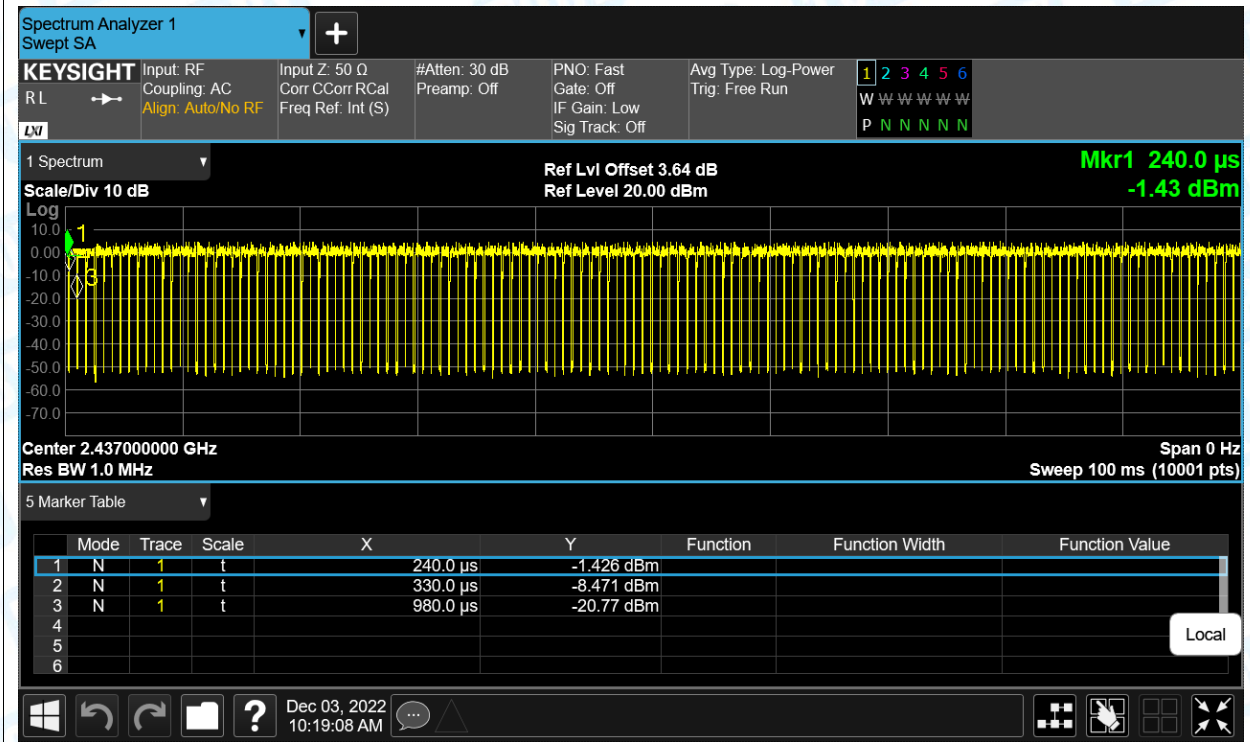 Spectrum Analyzer 1
Swept SA
+
KEYSIGHT Input: RF Input Z: 50 Ω #Atten: 30 dB PNO: Fast Avg Type: Log-Power 1 2 3 4 5 6
R L Coupling: AC Corr CCorr RCal Preamp: Off Gate: Off Trig: Free Run W W W W W W
Align: Auto/No RF Freq Ref: Int (S) IF Gain: Low P N N N N N
LXI Sig Track: Off
1 Spectrum Ref Lvl Offset 3.64 dB Mkr1 240.0 µs
Scale/Div 10 dB Ref Level 20.00 dBm -1.43 dBm
Log
10.0 1
0.00
-10.0 3
-20.0
-30.0
-40.0
-50.0
-60.0
-70.0
Center 2.437000000 GHz Span 0 Hz
Res BW 1.0 MHz Sweep 100 ms (10001 pts)
5 Marker Table
Mode Trace Scale X Y Function Function Width Function Value
1 N 1 t 240.0 µs -1.426 dBm
2 N 1 t 330.0 µs -8.471 dBm
3 N 1 t 980.0 µs -20.77 dBm
4
5
6
Local
? Dec 03, 2022
10:19:08 AM